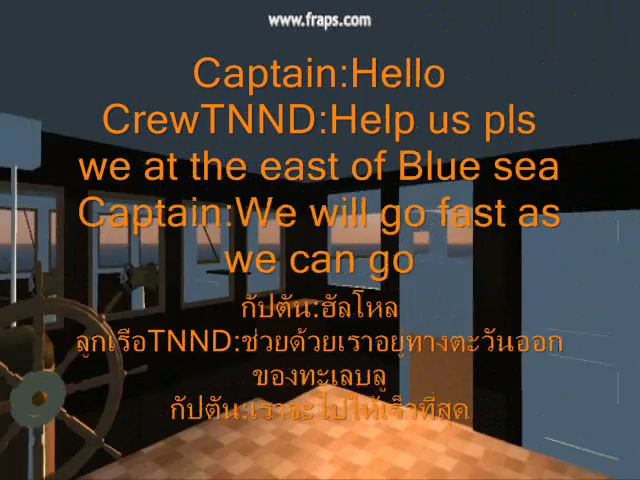 www.fraps.com
Captain:Hello
CrewTNND:Help us pls
we at the east of Blue sea
Captain:We will go fast as
we can go
กัปตัน:ฮัลโหล
ลูกเรือTNND:ช่วยด้วยเราอยู่ทางตะวันออก
ของทะเลบลู
กัปตัน:เราจะไปให้เร็วที่สุด